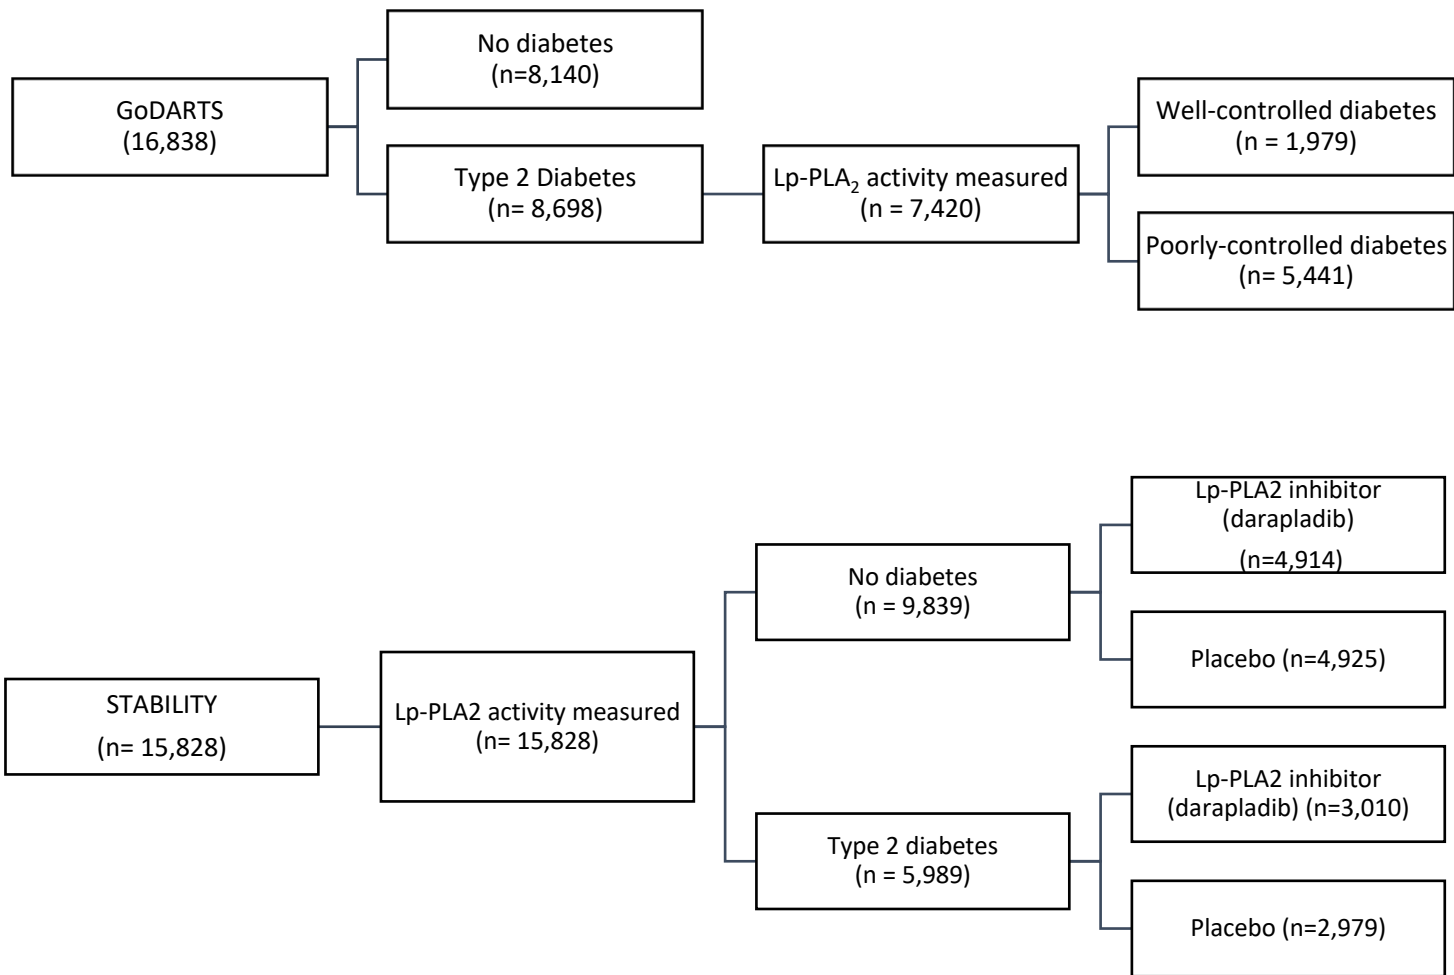 GoDARTS
(16,838)
No diabetes
(n=8,140)
Type 2 Diabetes
(n= 8,698)
Lp-PLA₂ activity measured
(n = 7,420)
Well-controlled diabetes
(n = 1,979)
Poorly-controlled diabetes
(n= 5,441)
STABILITY
(n= 15,828)
Lp-PLA2 activity measured
(n= 15,828)
No diabetes
(n = 9,839)
Lp-PLA2 inhibitor
(darapladib)
(n=4,914)
Placebo (n=4,925)
Type 2 diabetes
(n = 5,989)
Lp-PLA2 inhibitor
(darapladib) (n=3,010)
Placebo (n=2,979)